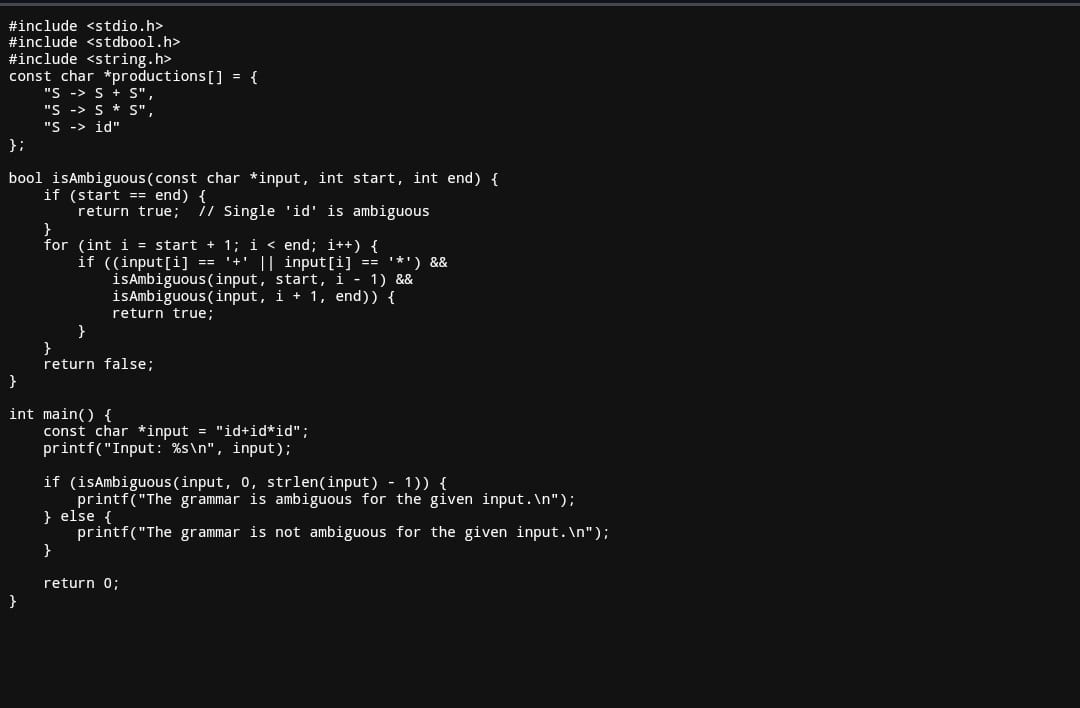 #include <stdio.h>
#include <stdbool.h>
#include <string.h>
const char *productions[] = {
    "S -> S + S",
    "S -> S * S",
    "S -> id"
};

bool isAmbiguous(const char *input, int start, int end) {
    if (start == end) {
        return true;  // Single 'id' is ambiguous
    }
    for (int i = start + 1; i < end; i++) {
        if ((input[i] == '+' || input[i] == '*') &&
            isAmbiguous(input, start, i - 1) &&
            isAmbiguous(input, i + 1, end)) {
            return true;
        }
    }
    return false;
}

int main() {
    const char *input = "id+id*id";
    printf("Input: %s\n", input);

    if (isAmbiguous(input, 0, strlen(input) - 1)) {
        printf("The grammar is ambiguous for the given input.\n");
    } else {
        printf("The grammar is not ambiguous for the given input.\n");
    }

    return 0;
}